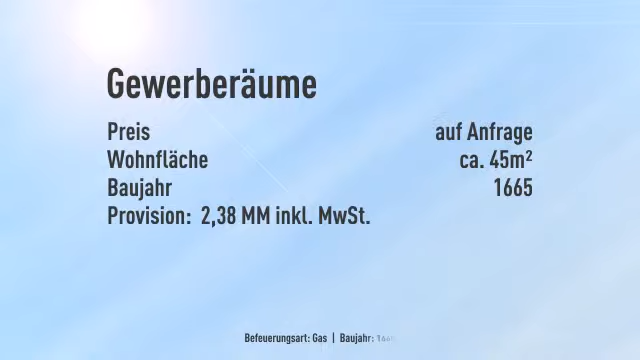 Gewerberäume
Preis auf Anfrage
Wohnfläche ca. 45m²
Baujahr 1665
Provision: 2,38 MM inkl. MwSt.
Befeuerungsart: Gas | Baujahr: